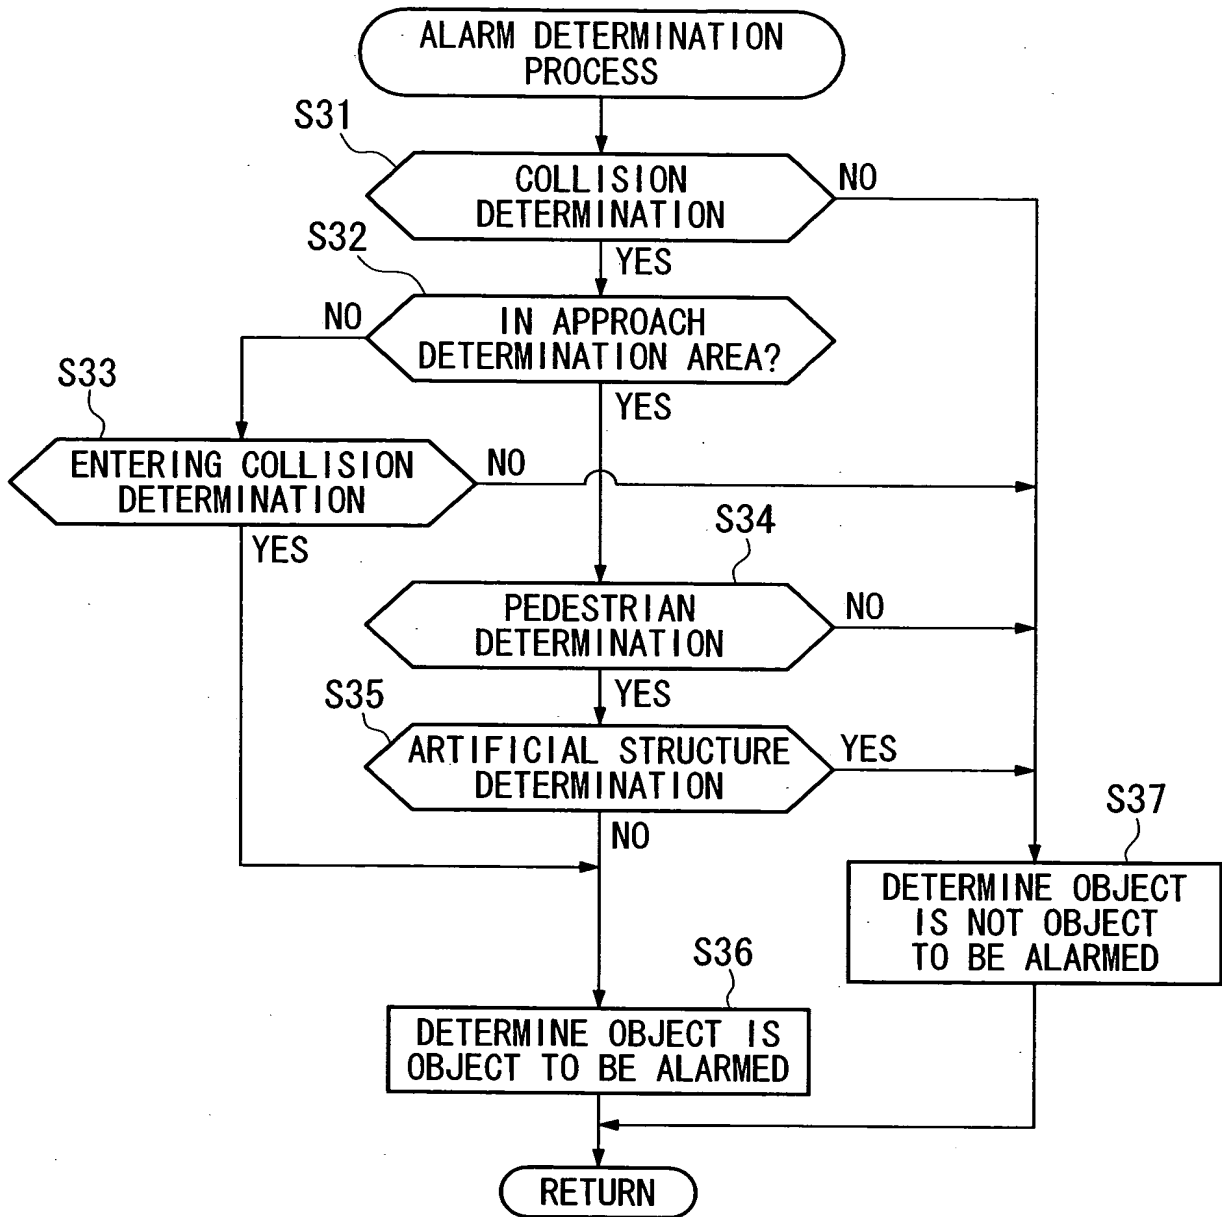 ALARM DETERMINATION
PROCESS
S31
COLLISION
DETERMINATION
NO
YES
S32
IN APPROACH
DETERMINATION AREA?
NO
YES
S33
ENTERING COLLISION
DETERMINATION
NO
YES
S34
PEDESTRIAN
DETERMINATION
NO
YES
S35
ARTIFICIAL STRUCTURE
DETERMINATION
YES
NO
S37
DETERMINE OBJECT
IS NOT OBJECT
TO BE ALARMED
S36
DETERMINE OBJECT IS
OBJECT TO BE ALARMED
RETURN